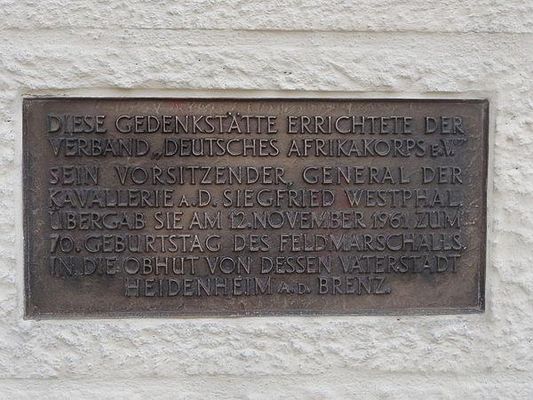 DIESE GEDENKSTÄTTE ERRICHTETE DER
VERBAND „DEUTSCHES AFRIKAKORPS e.V."
SEIN VORSITZENDER, GENERAL DER
KAVALLERIE A.D. SIEGFRIED WESTPHAL,
ÜBERGAB SIE AM 12. NOVEMBER 1961 ZUM
70. GEBURTSTAG DES FELDMARSCHALLS,
IN DIE OBHUT VON DESSEN VATERSTADT
HEIDENHEIM A.D. BRENZ.